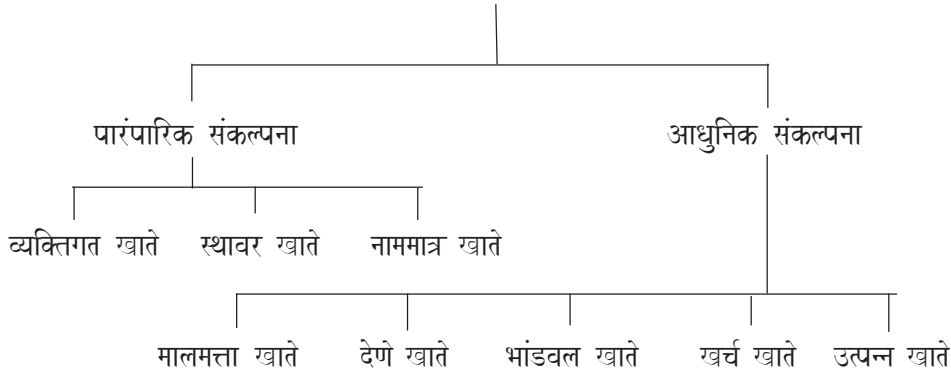 पारंपारिक संकल्पना आधुनिक संकल्पना
व्यक्तिगत खाते स्थावर खाते नाममात्र खाते
मालमत्ता खाते देणे खाते भांडवल खाते खर्च खाते उत्पन्न खाते